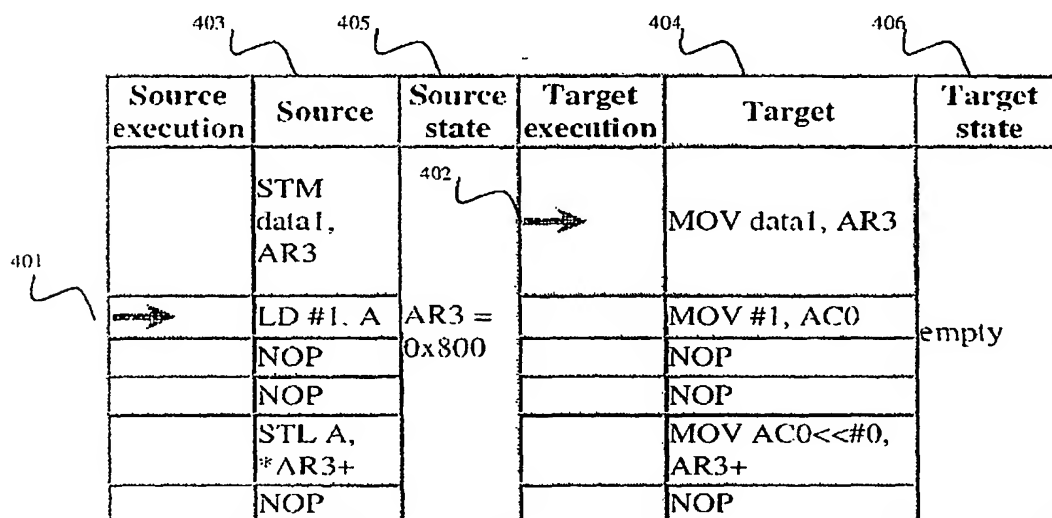 403 405 404 406
Source execution Source Source state Target execution Target Target state
402
STM
data1,
AR3
MOV data1, AR3
401
LD #1. A
AR3 =
0x800
MOV #1, AC0
empty
NOP
NOP
NOP
NOP
STL A,
*AR3+
MOV AC0<<#0,
AR3+
NOP
NOP